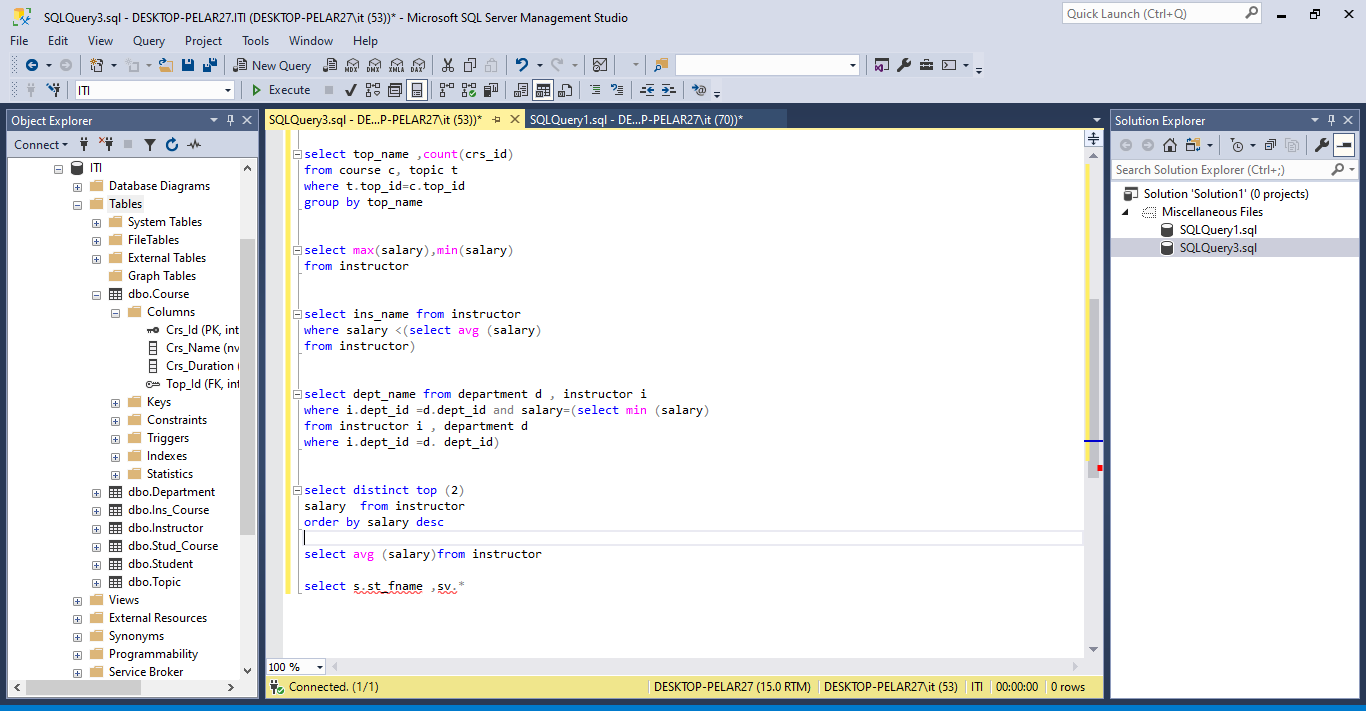 SQLQuery3.sql - DESKTOP-PELAR27.ITI (DESKTOP-PELAR27\it (53))* - Microsoft SQL Server Management Studio
Quick Launch (Ctrl+Q)
File Edit View Query Project Tools Window Help
New Query MDX DMX XMLA DAX
ITI Execute
Object Explorer
Connect
ITI
Database Diagrams
Tables
System Tables
FileTables
External Tables
Graph Tables
dbo.Course
Columns
Crs_Id (PK, int
Crs_Name (nv
Crs_Duration (
Top_Id (FK, int
Keys
Constraints
Triggers
Indexes
Statistics
dbo.Department
dbo.Ins_Course
dbo.Instructor
dbo.Stud_Course
dbo.Student
dbo.Topic
Views
External Resources
Synonyms
Programmability
Service Broker
SQLQuery3.sql - DE...P-PELAR27\it (53))* SQLQuery1.sql - DE...P-PELAR27\it (70))*
select top_name ,count(crs_id)
from course c, topic t
where t.top_id=c.top_id
group by top_name
select max(salary),min(salary)
from instructor
select ins_name from instructor
where salary <(select avg (salary)
from instructor)
select dept_name from department d , instructor i
where i.dept_id =d.dept_id and salary=(select min (salary)
from instructor i , department d
where i.dept_id =d. dept_id)
select distinct top (2)
salary  from instructor
order by salary desc
select avg (salary)from instructor
select s.st_fname ,sv.*
100 %
Connected. (1/1) DESKTOP-PELAR27 (15.0 RTM) DESKTOP-PELAR27\it (53) ITI 00:00:00 0 rows
Solution Explorer
Search Solution Explorer (Ctrl+;)
Solution 'Solution1' (0 projects)
Miscellaneous Files
SQLQuery1.sql
SQLQuery3.sql